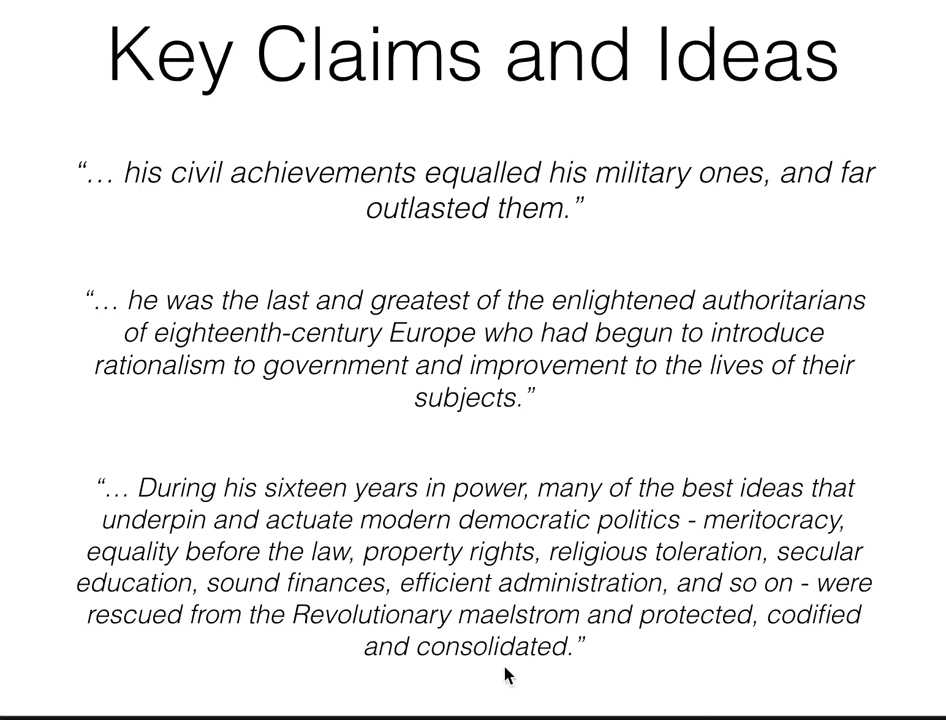 Key Claims and Ideas
“… his civil achievements equalled his military ones, and far
outlasted them.”
“… he was the last and greatest of the enlightened authoritarians
of eighteenth-century Europe who had begun to introduce
rationalism to government and improvement to the lives of their
subjects.”
“… During his sixteen years in power, many of the best ideas that
underpin and actuate modern democratic politics - meritocracy,
equality before the law, property rights, religious toleration, secular
education, sound finances, efficient administration, and so on - were
rescued from the Revolutionary maelstrom and protected, codified
and consolidated.”